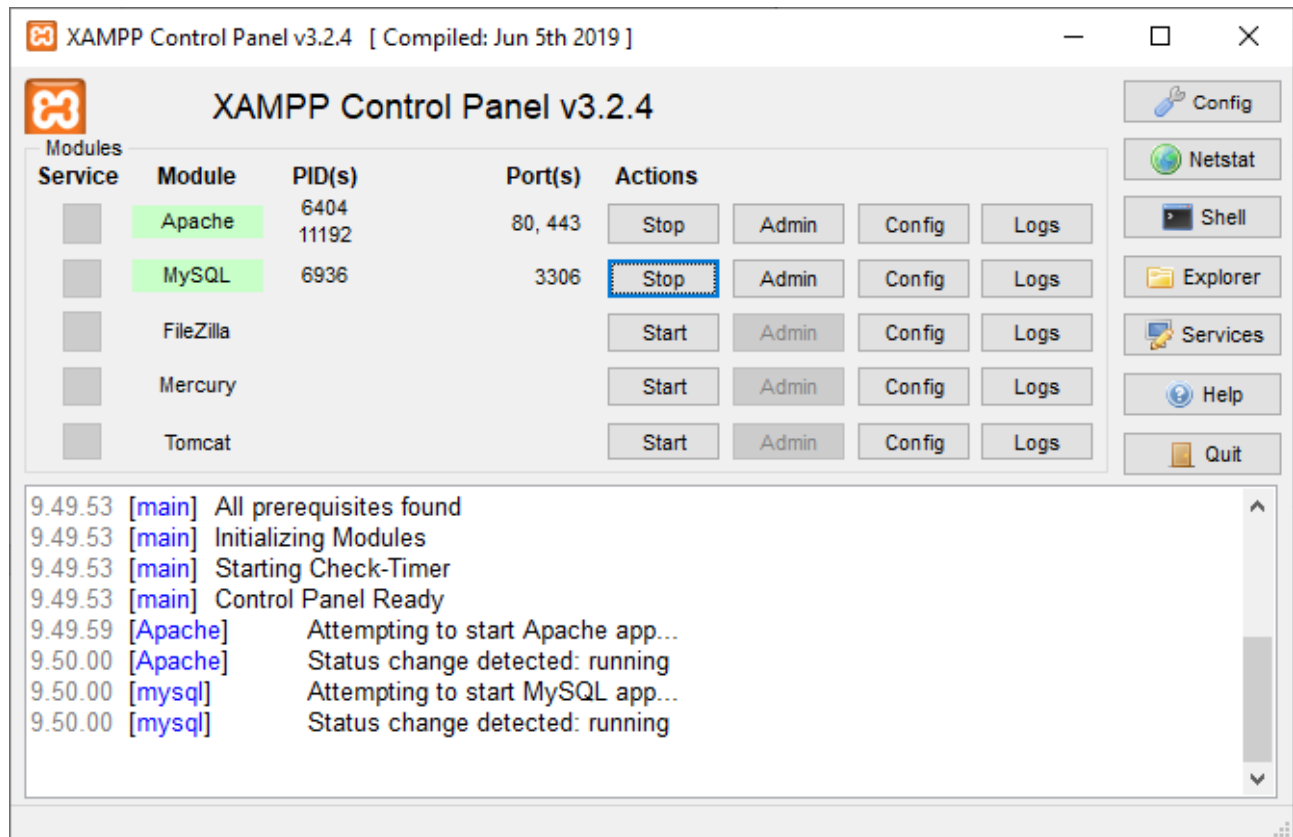 XAMPP Control Panel v3.2.4 [ Compiled: Jun 5th 2019 ]
XAMPP Control Panel v3.2.4
Config
Modules
Service Module PID(s) Port(s) Actions
Netstat
Apache 6404 11192 80, 443 Stop Admin Config Logs
Shell
MySQL 6936 3306 Stop Admin Config Logs
Explorer
FileZilla Start Admin Config Logs
Services
Mercury Start Admin Config Logs
Help
Tomcat Start Admin Config Logs
Quit
9.49.53 [main] All prerequisites found
9.49.53 [main] Initializing Modules
9.49.53 [main] Starting Check-Timer
9.49.53 [main] Control Panel Ready
9.49.59 [Apache] Attempting to start Apache app...
9.50.00 [Apache] Status change detected: running
9.50.00 [mysql] Attempting to start MySQL app...
9.50.00 [mysql] Status change detected: running